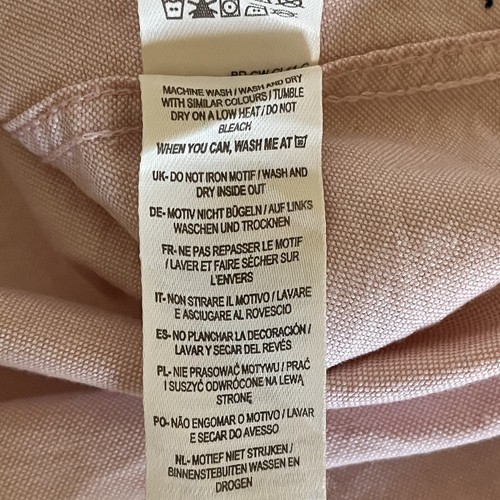 MACHINE WASH / WASH AND DRY
WITH SIMILAR COLOURS / TUMBLE
DRY ON A LOW HEAT / DO NOT
BLEACH
WHEN YOU CAN, WASH ME AT
UK- DO NOT IRON MOTIF / WASH AND
DRY INSIDE OUT
DE- MOTIV NICHT BÜGELN / AUF LINKS
WASCHEN UND TROCKNEN
FR- NE PAS REPASSER LE MOTIF
/ LAVER ET FAIRE SÉCHER SUR
L'ENVERS
IT- NON STIRARE IL MOTIVO / LAVARE
E ASCIUGARE AL ROVESCIO
ES- NO PLANCHAR LA DECORACIÓN /
LAVAR Y SECAR DEL REVÉS
PL- NIE PRASOWAĆ MOTYWU / PRAĆ
I SUSZYĆ ODWRÓCONE NA LEWĄ
STRONĘ
PO- NÃO ENGOMAR O MOTIVO / LAVAR
E SECAR DO AVESSO
NL- MOTIEF NIET STRIJKEN /
BINNENSTEBUITEN WASSEN EN
DROGEN